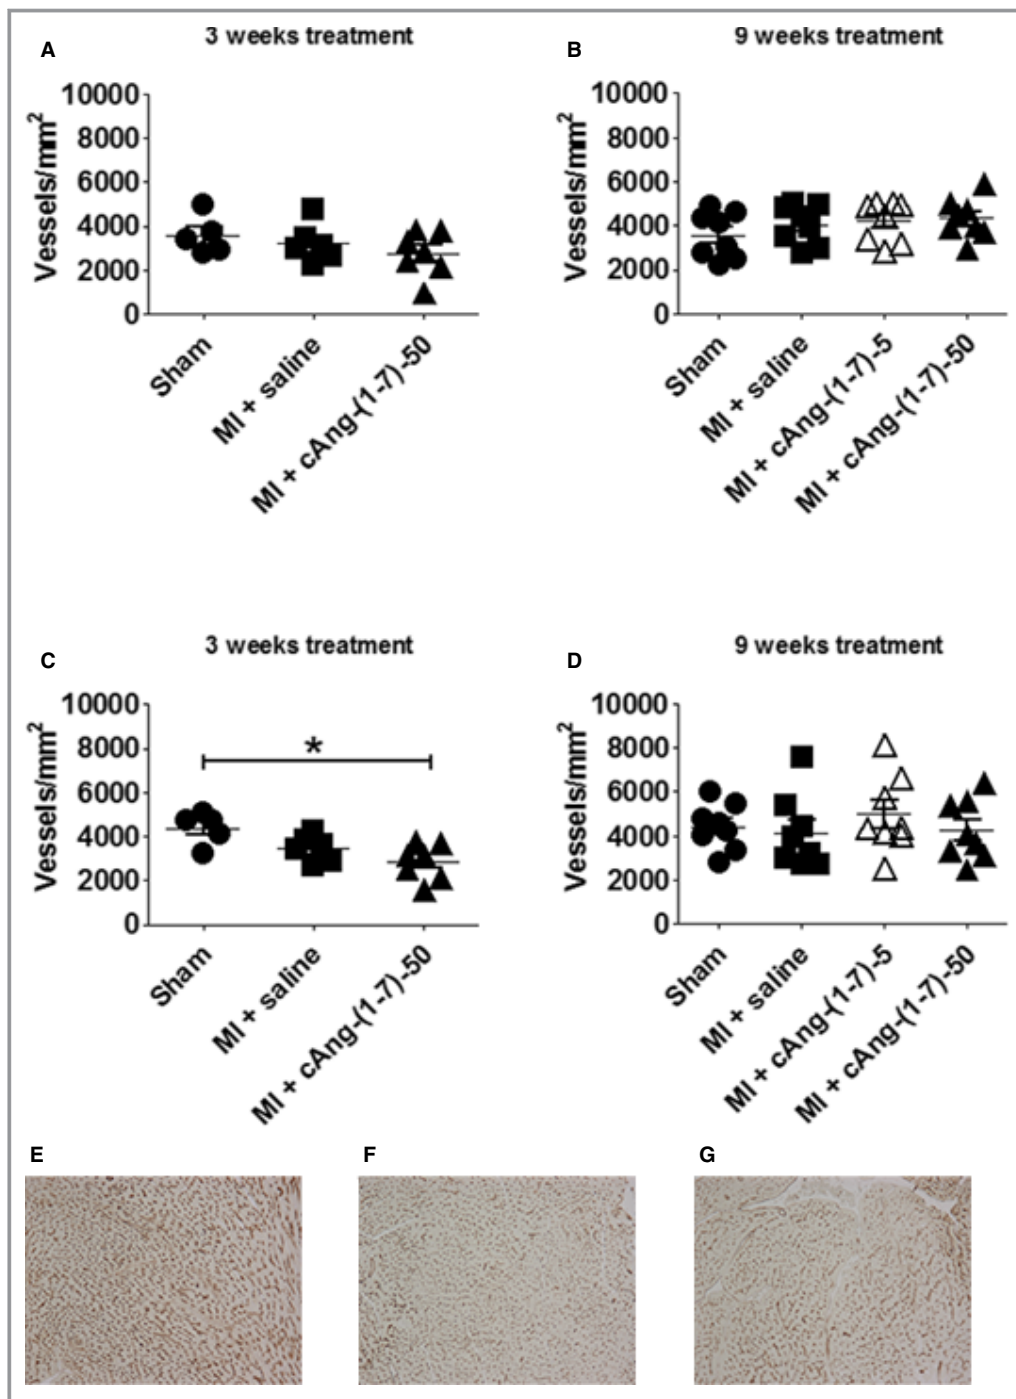 A
3 weeks treatment
B
9 weeks treatment
Vessels/mm²
10000
8000
6000
4000
2000
0
Sham
MI + saline
MI + cAng-(1-7)-50
Vessels/mm²
10000
8000
6000
4000
2000
0
Sham
MI + saline
MI + cAng-(1-7)-5
MI + cAng-(1-7)-50
C
3 weeks treatment
D
9 weeks treatment
Vessels/mm²
10000
8000
6000
4000
2000
0
*
Sham
MI + saline
MI + cAng-(1-7)-50
Vessels/mm²
10000
8000
6000
4000
2000
0
Sham
MI + saline
MI + cAng-(1-7)-5
MI + cAng-(1-7)-50
E
F
G